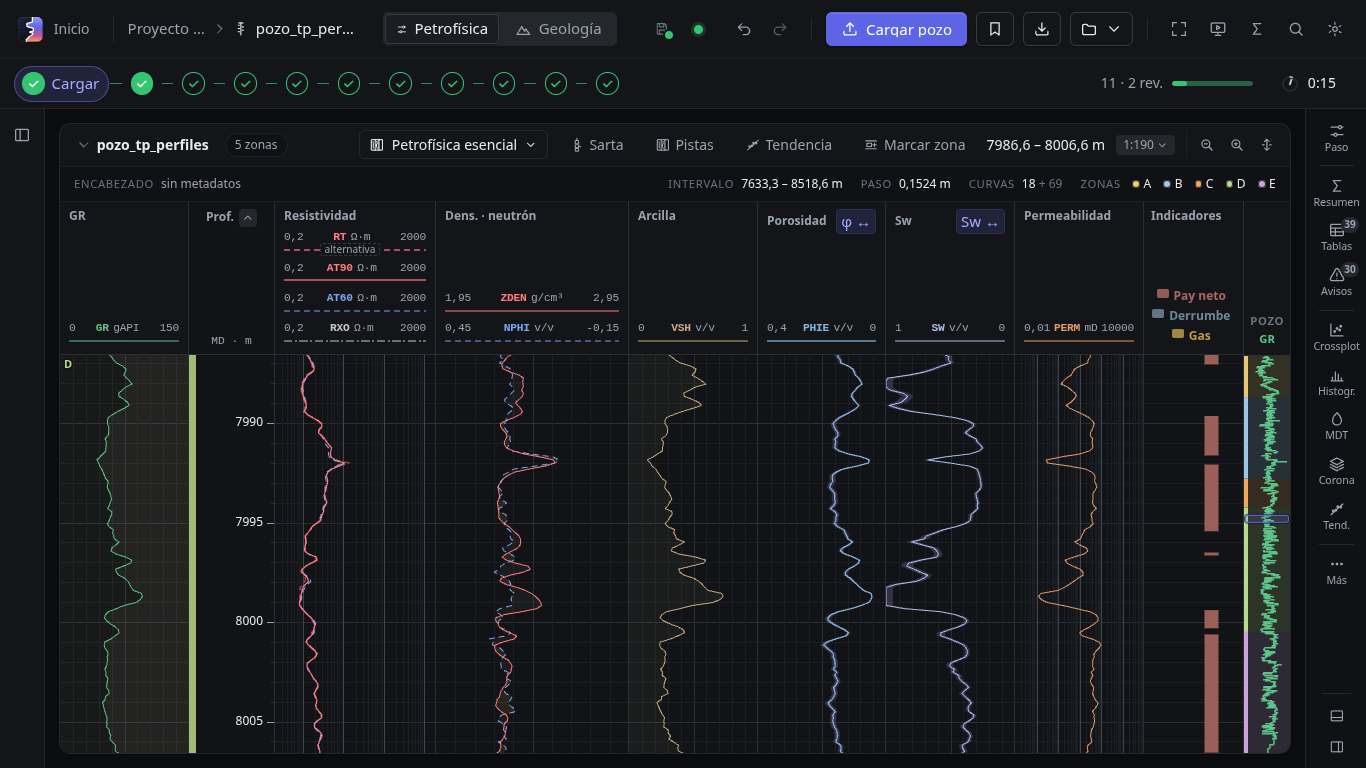 Inicio
Proyecto ...
pozo_tp_per...
Petrofísica
Geología
Cargar pozo
Cargar
11 · 2 rev.
0:15
pozo_tp_perfiles
5 zonas
Petrofísica esencial
Sarta
Pistas
Tendencia
Marcar zona
7986,6 – 8006,6 m
1:190
ENCABEZADO sin metadatos
INTERVALO 7633,3 – 8518,6 m
PASO 0,1524 m
CURVAS 18 + 69
ZONAS A B C D E
GR
0 GR gAPI 150
Prof.
MD · m
Resistividad
0,2 RT Ω·m 2000
alternativa
0,2 AT90 Ω·m 2000
0,2 AT60 Ω·m 2000
0,2 RXO Ω·m 2000
Dens. · neutrón
1,95 ZDEN g/cm³ 2,95
0,45 NPHI v/v -0,15
Arcilla
0 VSH v/v 1
Porosidad
φ ↔
0,4 PHIE v/v 0
Sw
Sw ↔
1 SW v/v 0
Permeabilidad
0,01 PERM mD 10000
Indicadores
Pay neto
Derrumbe
Gas
POZO
GR
D
7990
7995
8000
8005
Paso
Resumen
39
Tablas
30
Avisos
Crossplot
Histogr.
MDT
Corona
Tend.
Más